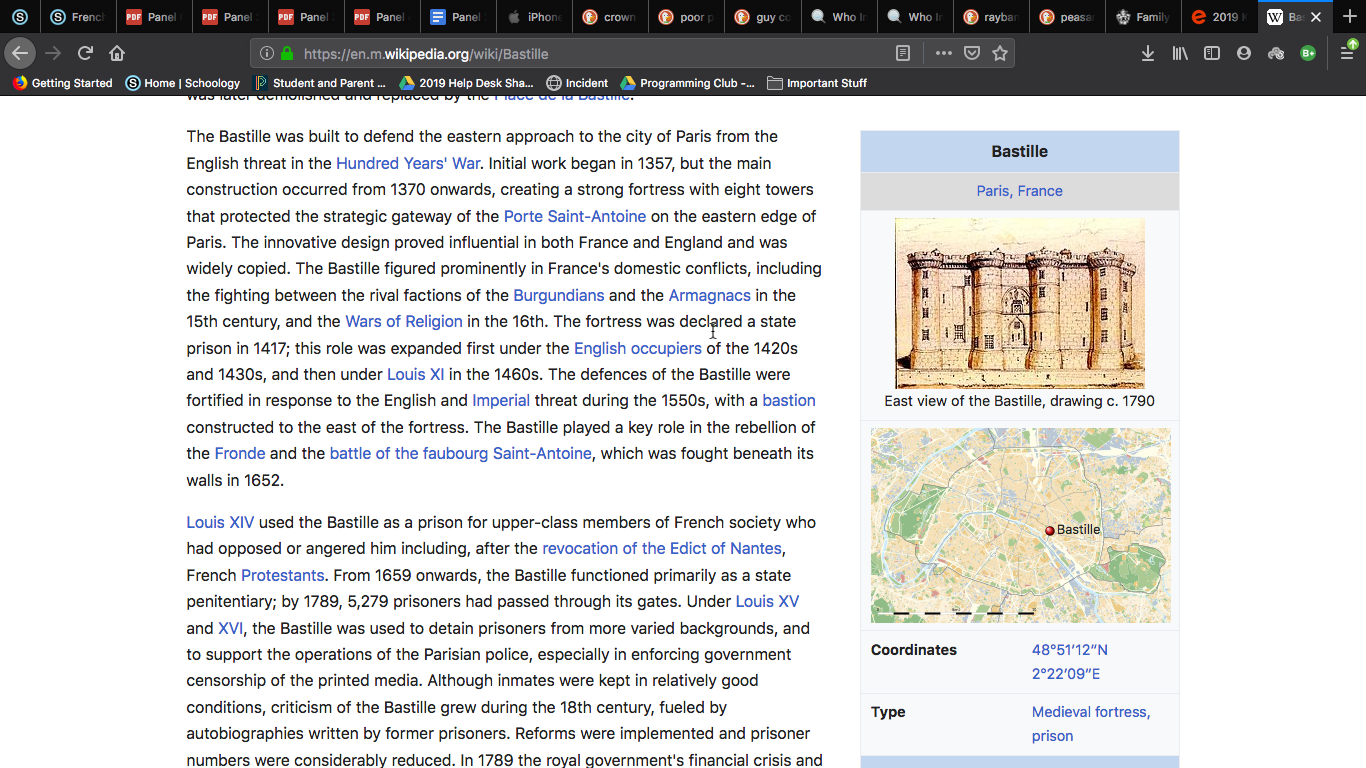 French
Panel
Panel
Panel
Panel
Panel
iPhone
crown
poor p
guy co
Who In
Who In
rayban
peasan
Family
2019
Ba
https://en.m.wikipedia.org/wiki/Bastille
Getting Started
Home | Schoology
Student and Parent ...
2019 Help Desk Sha...
Incident
Programming Club -...
Important Stuff
was later demolished and replaced by the Place de la Bastille.
The Bastille was built to defend the eastern approach to the city of Paris from the
English threat in the Hundred Years' War. Initial work began in 1357, but the main
construction occurred from 1370 onwards, creating a strong fortress with eight towers
that protected the strategic gateway of the Porte Saint-Antoine on the eastern edge of
Paris. The innovative design proved influential in both France and England and was
widely copied. The Bastille figured prominently in France's domestic conflicts, including
the fighting between the rival factions of the Burgundians and the Armagnacs in the
15th century, and the Wars of Religion in the 16th. The fortress was declared a state
prison in 1417; this role was expanded first under the English occupiers of the 1420s
and 1430s, and then under Louis XI in the 1460s. The defences of the Bastille were
fortified in response to the English and Imperial threat during the 1550s, with a bastion
constructed to the east of the fortress. The Bastille played a key role in the rebellion of
the Fronde and the battle of the faubourg Saint-Antoine, which was fought beneath its
walls in 1652.
Louis XIV used the Bastille as a prison for upper-class members of French society who
had opposed or angered him including, after the revocation of the Edict of Nantes,
French Protestants. From 1659 onwards, the Bastille functioned primarily as a state
penitentiary; by 1789, 5,279 prisoners had passed through its gates. Under Louis XV
and XVI, the Bastille was used to detain prisoners from more varied backgrounds, and
to support the operations of the Parisian police, especially in enforcing government
censorship of the printed media. Although inmates were kept in relatively good
conditions, criticism of the Bastille grew during the 18th century, fueled by
autobiographies written by former prisoners. Reforms were implemented and prisoner
numbers were considerably reduced. In 1789 the royal government's financial crisis and
Bastille
Paris, France
East view of the Bastille, drawing c. 1790
Bastille
Coordinates
48°51′12″N
2°22′09″E
Type
Medieval fortress,
prison